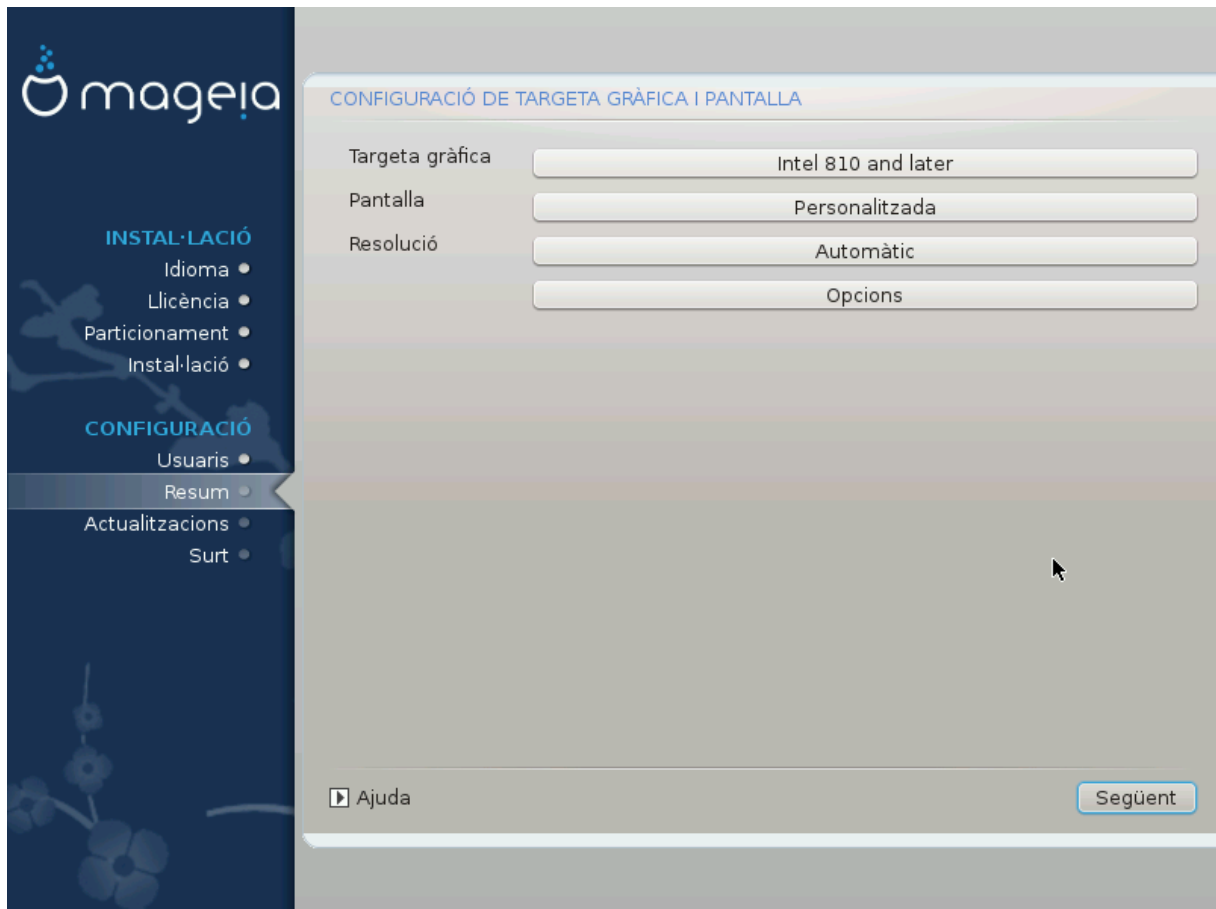 mageia
INSTAL·LACIÓ
Idioma
Llicència
Particionament
Instal·lació
CONFIGURACIÓ
Usuaris
Resum
Actualitzacions
Surt
CONFIGURACIÓ DE TARGETA GRÀFICA I PANTALLA
Targeta gràfica Intel 810 and later
Pantalla Personalitzada
Resolució Automàtic
Opcions
Ajuda Següent